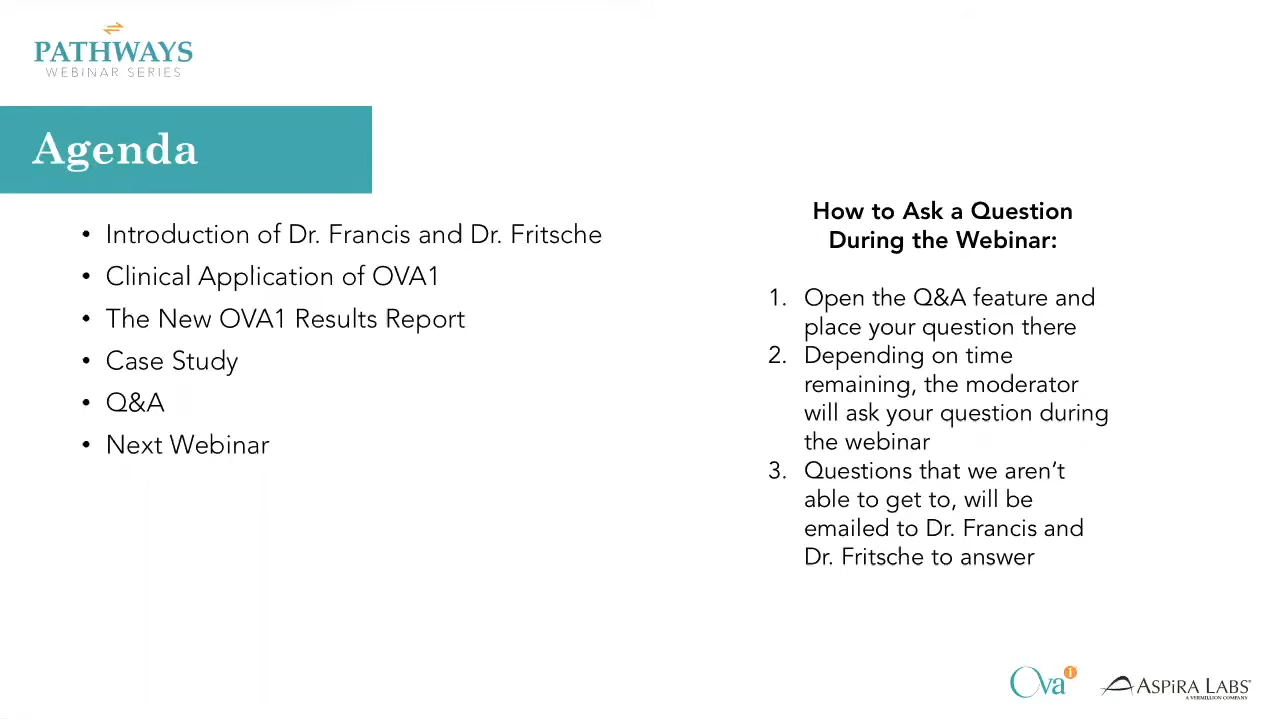 PATHWAYS
WEBINAR SERIES
Agenda
• Introduction of Dr. Francis and Dr. Fritsche
• Clinical Application of OVA1
• The New OVA1 Results Report
• Case Study
• Q&A
• Next Webinar
How to Ask a Question
During the Webinar:
1. Open the Q&A feature and
place your question there
2. Depending on time
remaining, the moderator
will ask your question during
the webinar
3. Questions that we aren’t
able to get to, will be
emailed to Dr. Francis and
Dr. Fritsche to answer
Ova1
ASPiRA LABS®
A VERMILLION COMPANY